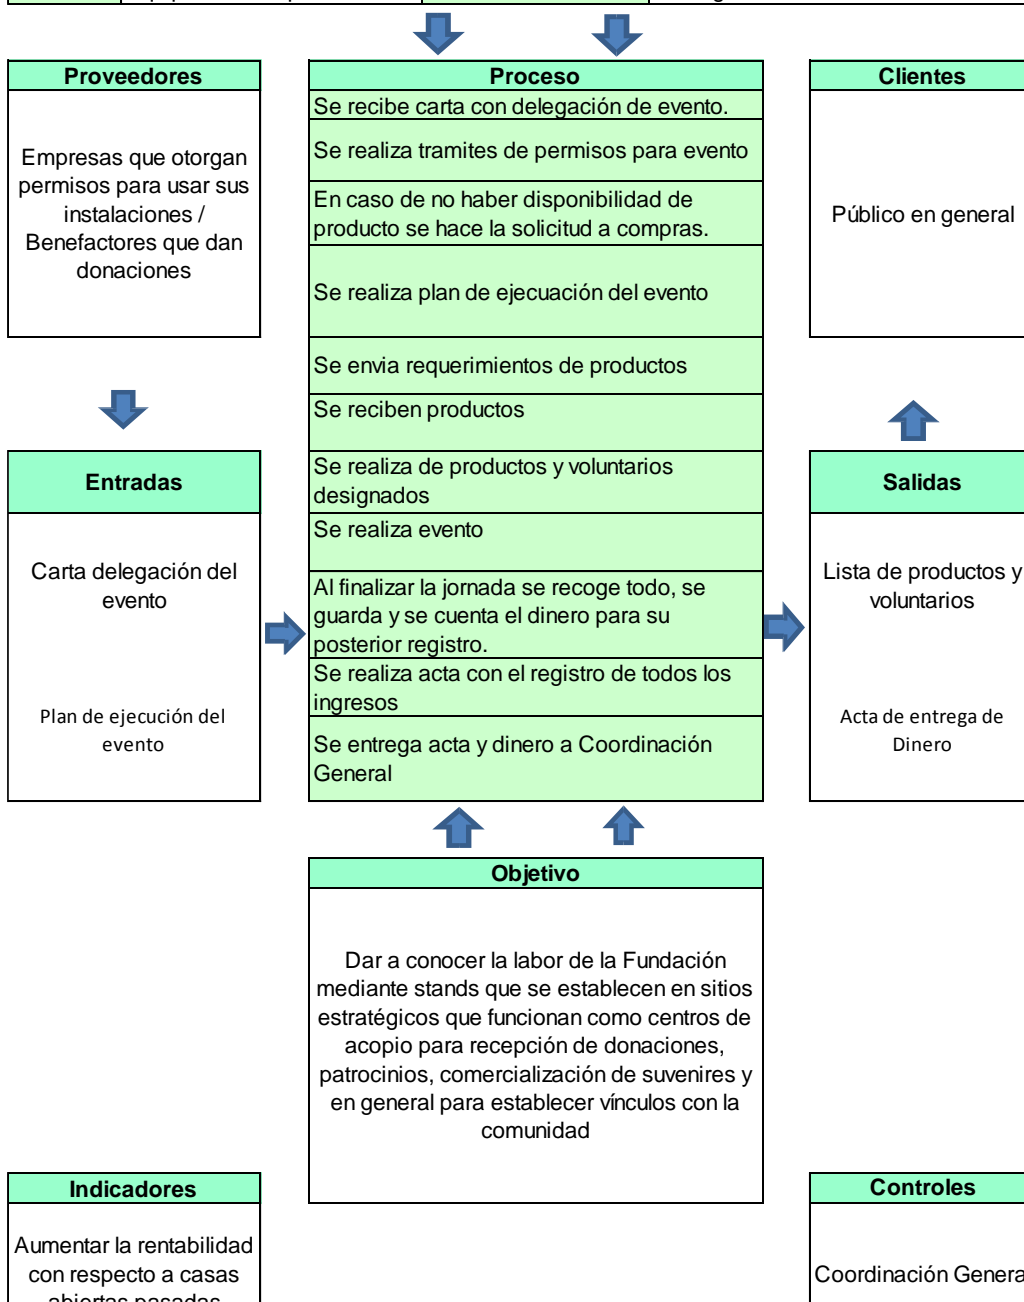 Proveedores
Empresas que otorgan
permisos para usar sus
instalaciones /
Benefactores que dan
donaciones
Proceso
Se recibe carta con delegación de evento.
Se realiza tramites de permisos para evento
En caso de no haber disponibilidad de
producto se hace la solicitud a compras.
Se realiza plan de ejecuación del evento
Se envia requerimientos de productos
Se reciben productos
Se realiza de productos y voluntarios
designados
Se realiza evento
Al finalizar la jornada se recoge todo, se
guarda y se cuenta el dinero para su
posterior registro.
Se realiza acta con el registro de todos los
ingresos
Se entrega acta y dinero a Coordinación
General
Clientes
Público en general
Entradas
Carta delegación del
evento
Plan de ejecución del
evento
Salidas
Lista de productos y
voluntarios
Acta de entrega de
Dinero
Objetivo
Dar a conocer la labor de la Fundación
mediante stands que se establecen en sitios
estratégicos que funcionan como centros de
acopio para recepción de donaciones,
patrocinios, comercialización de suvenires y
en general para establecer vínculos con la
comunidad
Indicadores
Aumentar la rentabilidad
con respecto a casas
abiertas pasadas
Controles
Coordinación General